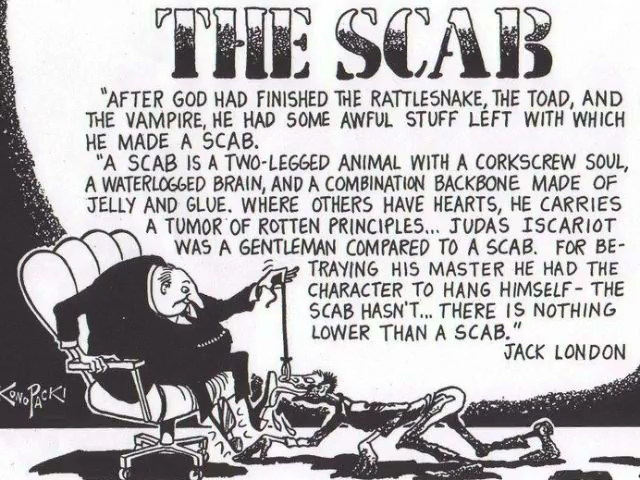 THE SCAB
"AFTER GOD HAD FINISHED THE RATTLESNAKE, THE TOAD, AND
THE VAMPIRE, HE HAD SOME AWFUL STUFF LEFT WITH WHICH
HE MADE A SCAB.
"A SCAB IS A TWO-LEGGED ANIMAL WITH A CORKSCREW SOUL,
A WATERLOGGED BRAIN, AND A COMBINATION BACKBONE MADE OF
JELLY AND GLUE. WHERE OTHERS HAVE HEARTS, HE CARRIES
A TUMOR OF ROTTEN PRINCIPLES... JUDAS ISCARIOT
WAS A GENTLEMAN COMPARED TO A SCAB. FOR BE-
TRAYING HIS MASTER HE HAD THE
CHARACTER TO HANG HIMSELF - THE
SCAB HASN'T... THERE IS NOTHING
LOWER THAN A SCAB."
JACK LONDON
KONOPACKI